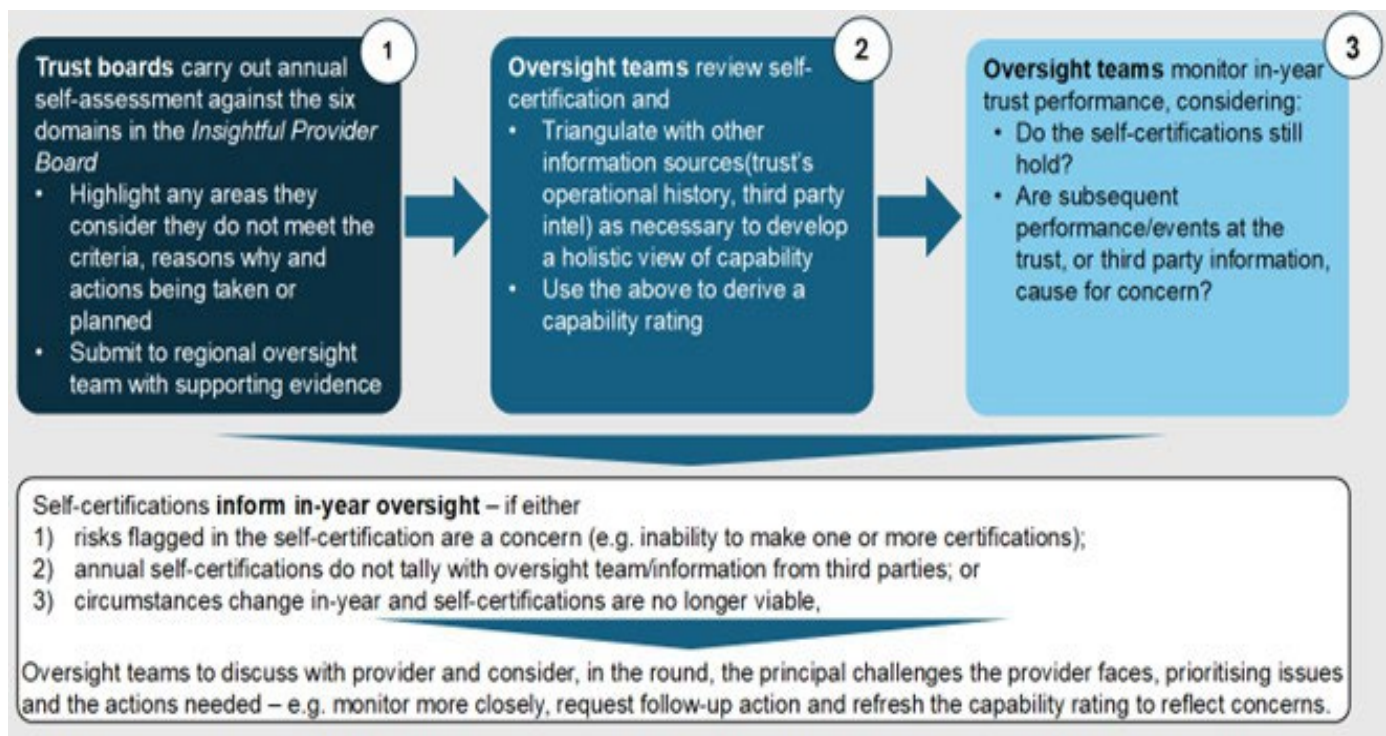 1
Trust boards carry out annual
self-assessment against the six
domains in the Insightful Provider
Board
• Highlight any areas they
consider they do not meet the
criteria, reasons why and
actions being taken or
planned
• Submit to regional oversight
team with supporting evidence
2
Oversight teams review self-
certification and
• Triangulate with other
information sources(trust's
operational history, third party
intel) as necessary to develop
a holistic view of capability
• Use the above to derive a
capability rating
3
Oversight teams monitor in-year
trust performance, considering:
• Do the self-certifications still
hold?
• Are subsequent
performance/events at the
trust, or third party information,
cause for concern?
Self-certifications inform in-year oversight – if either
1) risks flagged in the self-certification are a concern (e.g. inability to make one or more certifications);
2) annual self-certifications do not tally with oversight team/information from third parties; or
3) circumstances change in-year and self-certifications are no longer viable,
Oversight teams to discuss with provider and consider, in the round, the principal challenges the provider faces, prioritising issues
and the actions needed – e.g. monitor more closely, request follow-up action and refresh the capability rating to reflect concerns.